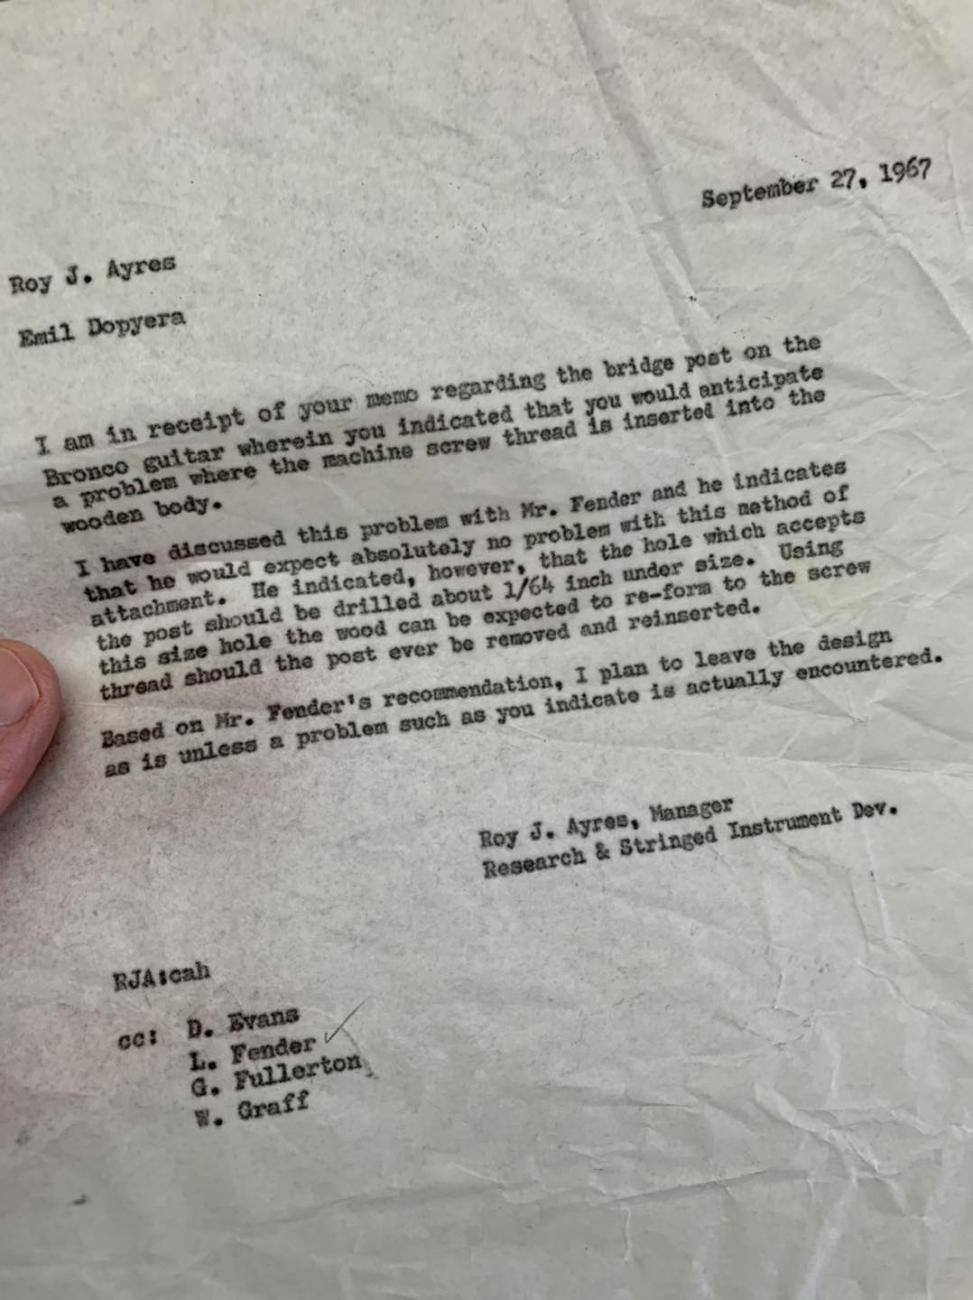 September 27, 1967
Roy J. Ayres
Emil Dopyera
I am in receipt of your memo regarding the bridge post on the
Bronco guitar wherein you indicated that you would anticipate
a problem where the machine screw thread is inserted into the
wooden body.
I have discussed this problem with Mr. Fender and he indicates
that he would expect absolutely no problem with this method of
attachment. He indicated, however, that the hole which accepts
the post should be drilled about 1/64 inch under size. Using
this size hole the wood can be expected to re-form to the screw
thread should the post ever be removed and reinserted.
Based on Mr. Fender's recommendation, I plan to leave the design
as is unless a problem such as you indicate is actually encountered.
Roy J. Ayres, Manager
Research & Stringed Instrument Dev.
RJA:cah
cc: D. Evans
L. Fender
G. Fullerton
W. Graff